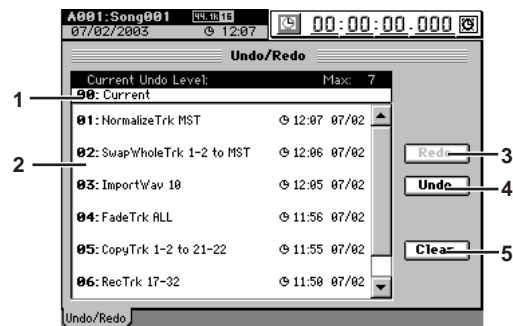 A001:Song001 44.1k16
07/02/2003 12:07
00:00:00.000
Undo/Redo
Current Undo Level: Max: 7
00: Current
01: NormalizeTrk MST 12:07 07/02
02: SwapWholeTrk 1-2 to MST 12:06 07/02
03: ImportWav 10 12:05 07/02
04: FadeTrk ALL 11:56 07/02
05: CopyTrk 1-2 to 21-22 11:55 07/02
06: RecTrk 17-32 11:50 07/02
Redo
Undo
Clear
Undo/Redo
1
2
3
4
5